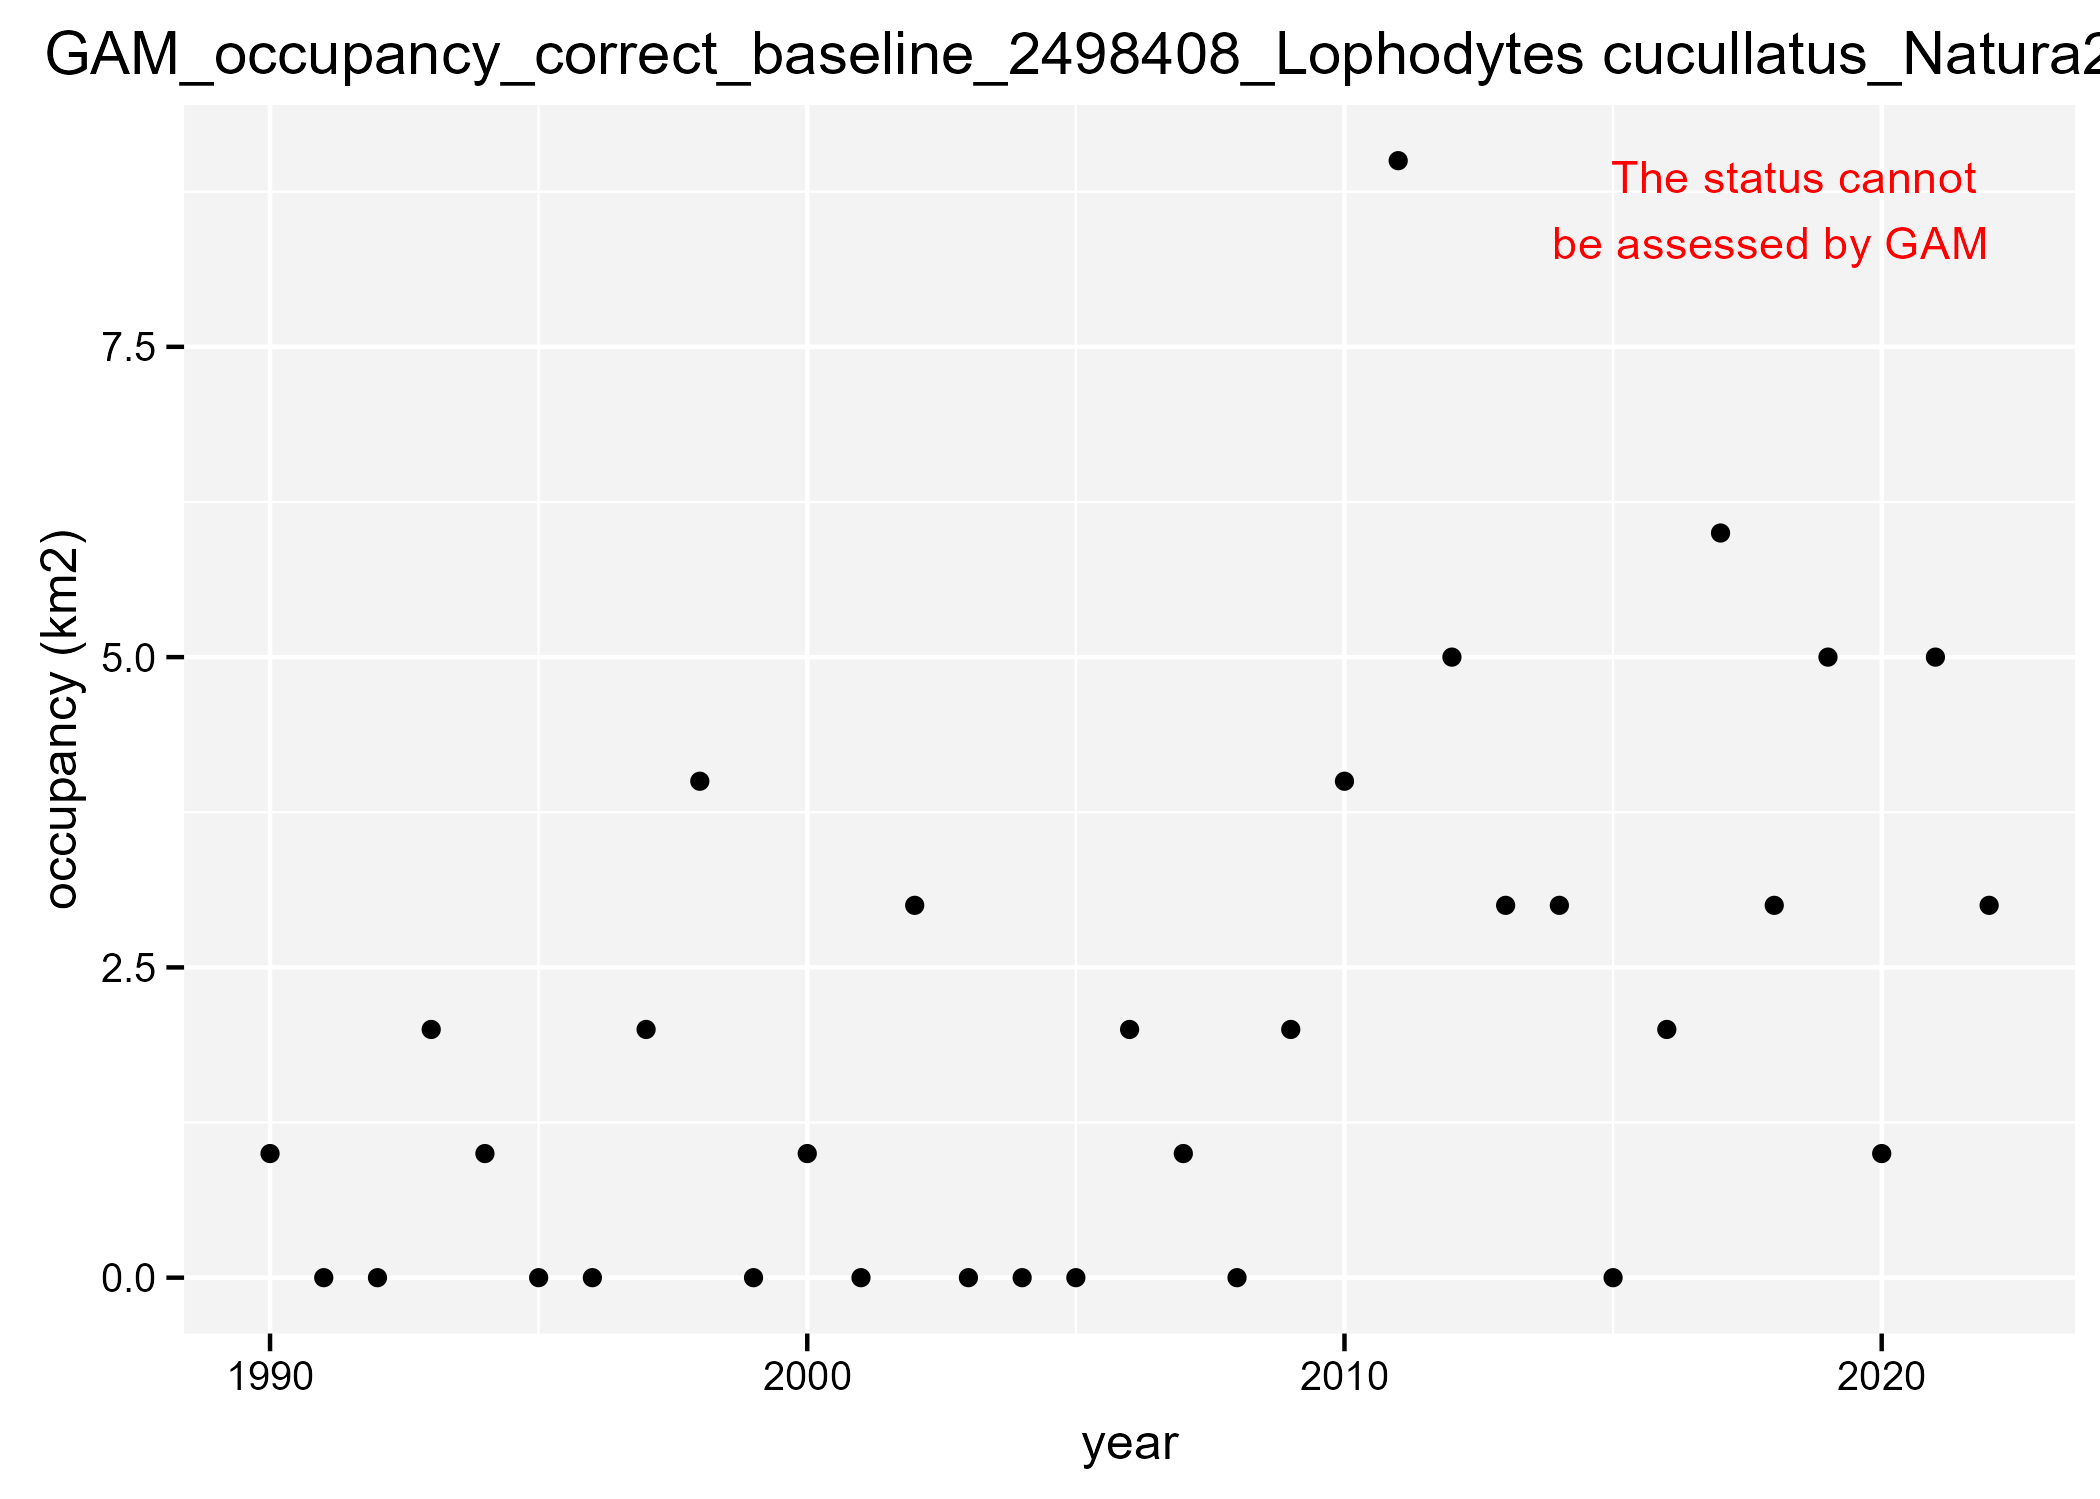 GAM_occupancy_correct_baseline_2498408_Lophodytes cucullatus_Natura2
The status cannot
be assessed by GAM
7.5
5.0
2.5
0.0
occupancy (km2)
1990 2000 2010 2020
year